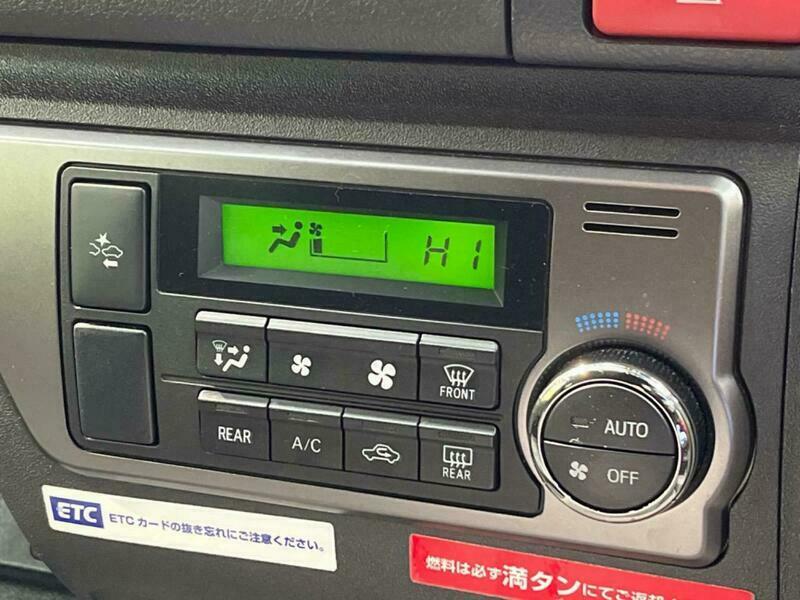 HI
FRONT
REAR
A/C
REAR
AUTO
OFF
ETC ETCカードの抜き忘れにご注意ください。
燃料は必ず満タンにてご返却